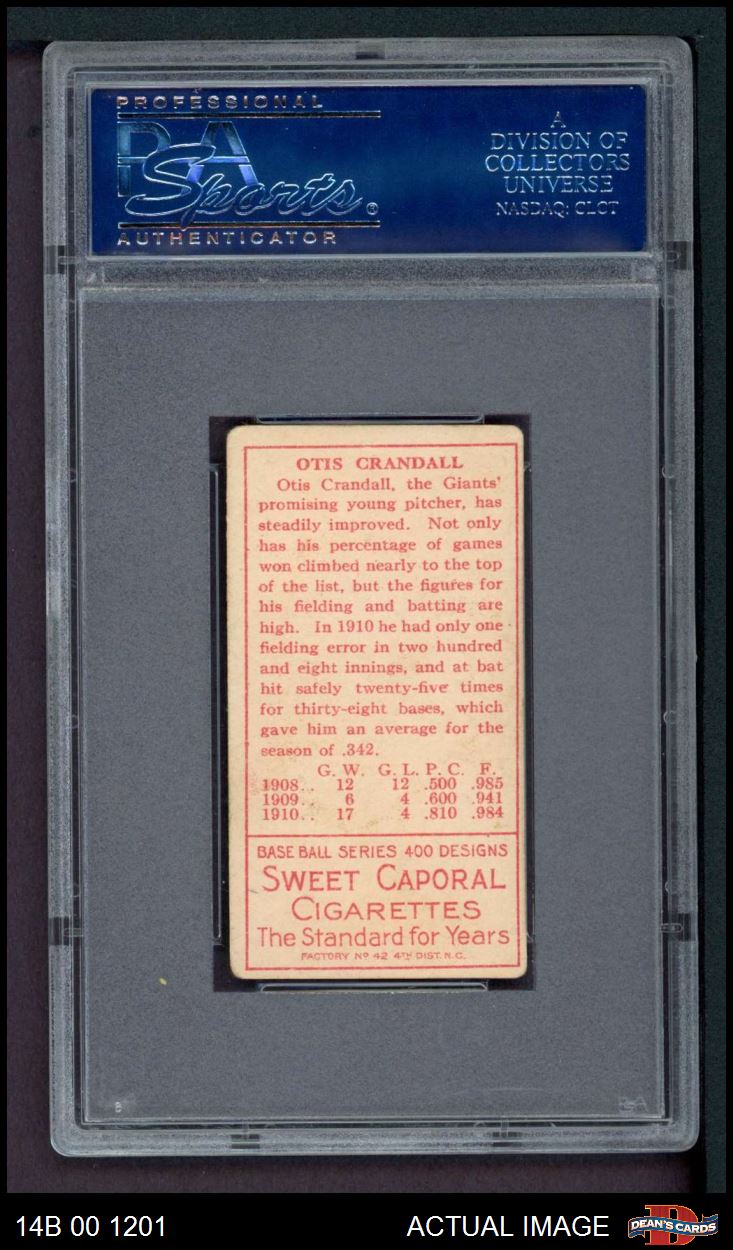 PROFESSIONAL
PSA
Sports®
AUTHENTICATOR
A
DIVISION OF
COLLECTORS
UNIVERSE
NASDAQ: CLCT
OTIS CRANDALL
Otis Crandall, the Giants'
promising young pitcher, has
steadily improved. Not only
has his percentage of games
won climbed nearly to the top
of the list, but the figures for
his fielding and batting are
high. In 1910 he had only one
fielding error in two hundred
and eight innings, and at bat
hit safely twenty-five times
for thirty-eight bases, which
gave him an average for the
season of .342.
G. W. G. L. P. C. F.
1908.. 12 12 .500 .985
1909.. 6 4 .600 .941
1910.. 17 4 .810 .984
BASE BALL SERIES 400 DESIGNS
SWEET CAPORAL
CIGARETTES
The Standard for Years
FACTORY Nº 42 4TH DIST. N.C.
PSA
14B 00 1201
ACTUAL IMAGE
D
DEAN'S CARDS